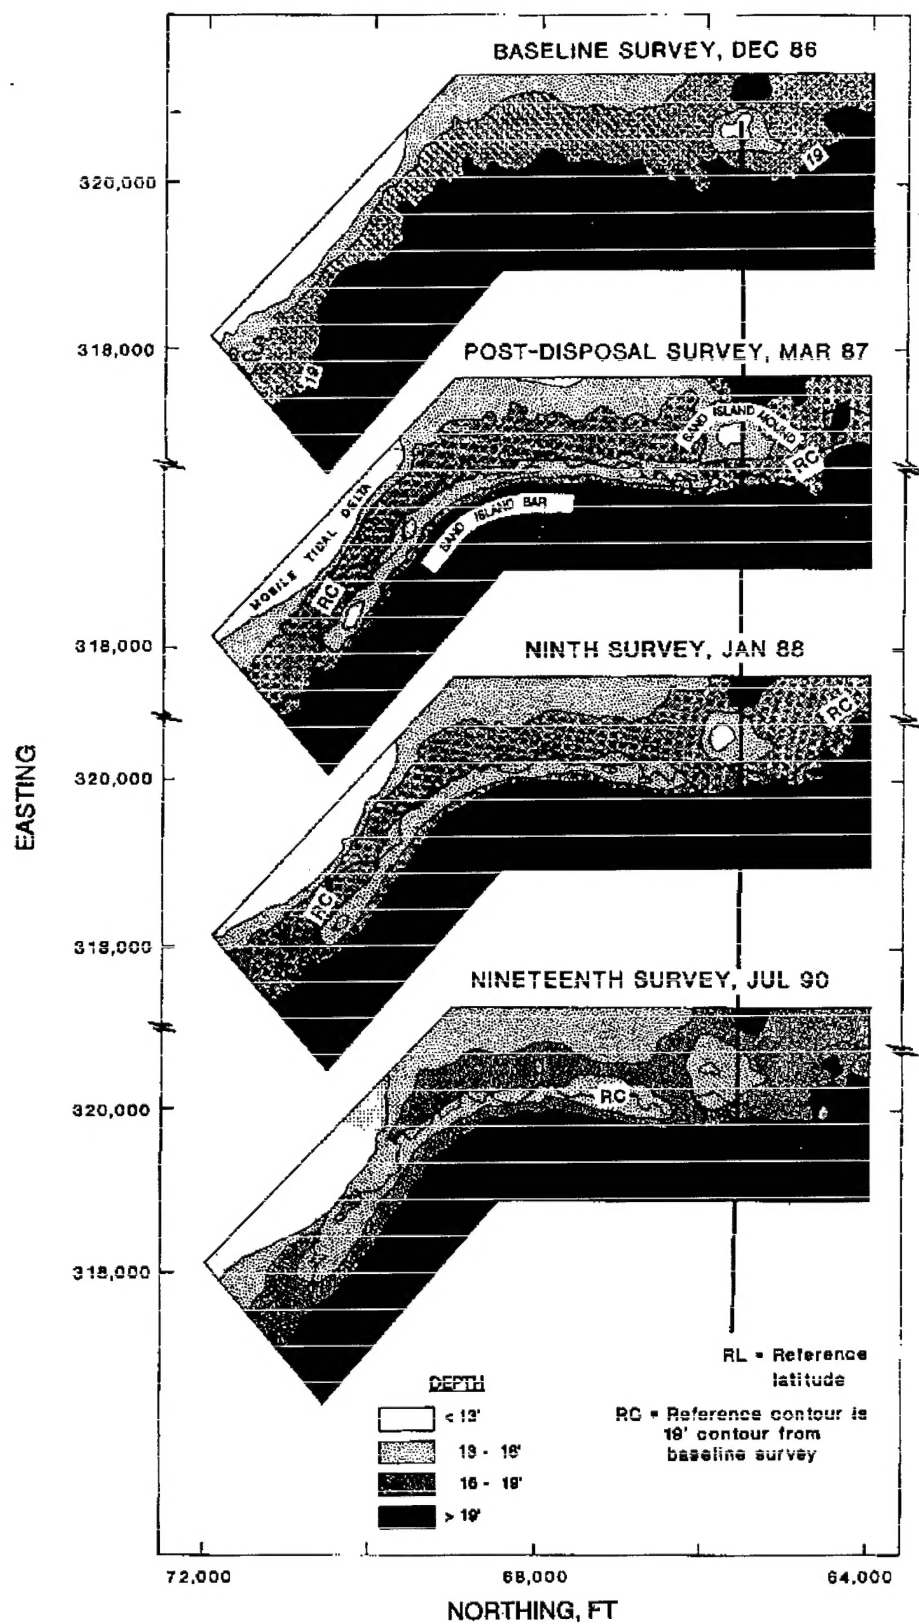 BASELINE SURVEY, DEC 86
320,000
19
318,000
19
POST-DISPOSAL SURVEY, MAR 87
SAND ISLAND MOUND
RC
SAND ISLAND BAR
MOBILE TIDAL DELTA
RC
318,000
NINTH SURVEY, JAN 88
RC
320,000
RC
318,000
NINETEENTH SURVEY, JUL 90
320,000
RC
318,000
EASTING
RL = Reference
latitude
DEPTH
< 13'
13 - 16'
16 - 19'
> 19'
RC = Reference contour is
19' contour from
baseline survey
72,000
68,000
64,000
NORTHING, FT